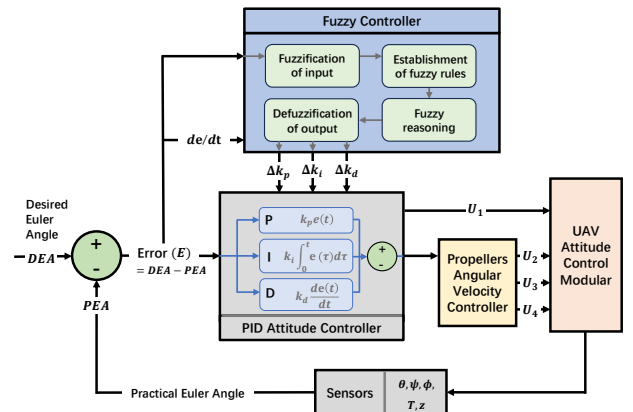 Fuzzy Controller
Fuzzification
of input
Establishment
of fuzzy rules
Defuzzification
of output
Fuzzy
reasoning
de/dt
Δk_p Δk_i Δk_d
Desired
Euler
Angle
DEA
+
-
PEA
Error (E)
= DEA − PEA
P k_p e(t)
I k_i ∫_0^t e (τ)dτ
D k_d de(t)/dt
+
-
PID Attitude Controller
U_1
Propellers
Angular
Velocity
Controller
U_2
U_3
U_4
UAV
Attitude
Control
Modular
Practical Euler Angle
Sensors
θ,ψ,ϕ,
T,z